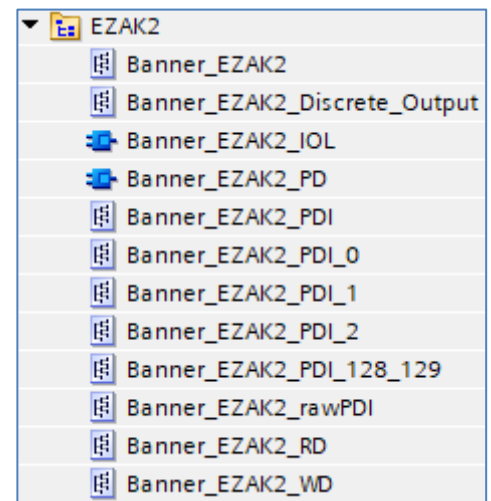 EZAK2
Banner_EZAK2
Banner_EZAK2_Discrete_Output
Banner_EZAK2_IOL
Banner_EZAK2_PD
Banner_EZAK2_PDI
Banner_EZAK2_PDI_0
Banner_EZAK2_PDI_1
Banner_EZAK2_PDI_2
Banner_EZAK2_PDI_128_129
Banner_EZAK2_rawPDI
Banner_EZAK2_RD
Banner_EZAK2_WD